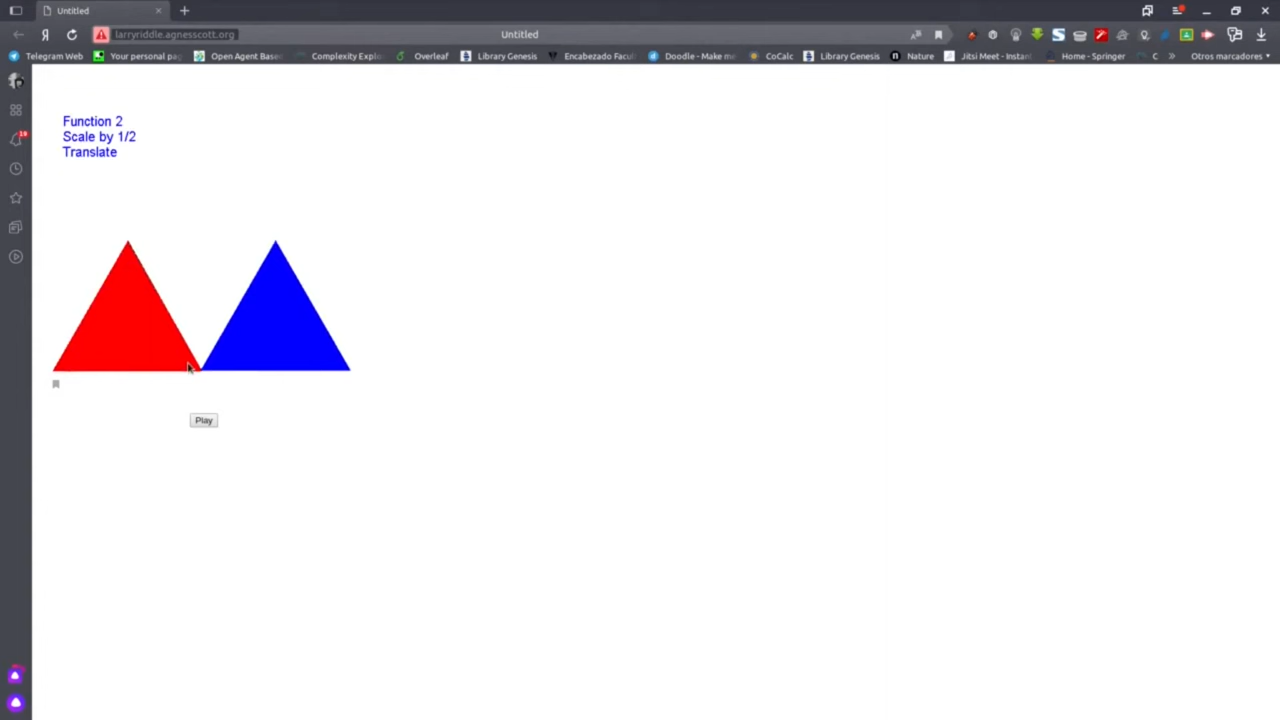 Untitled
larryriddle.agnesscott.org
Untitled
Telegram Web
Your personal pag
Open Agent Base
Complexity Explo
Overleaf
Library Genesis
Encabezado Facul
Doodle - Make me
CoCalc
Library Genesis
Nature
Jitsi Meet - Instan
Home - Springer
C
Otros marcadores
Function 2
Scale by 1/2
Translate
Play